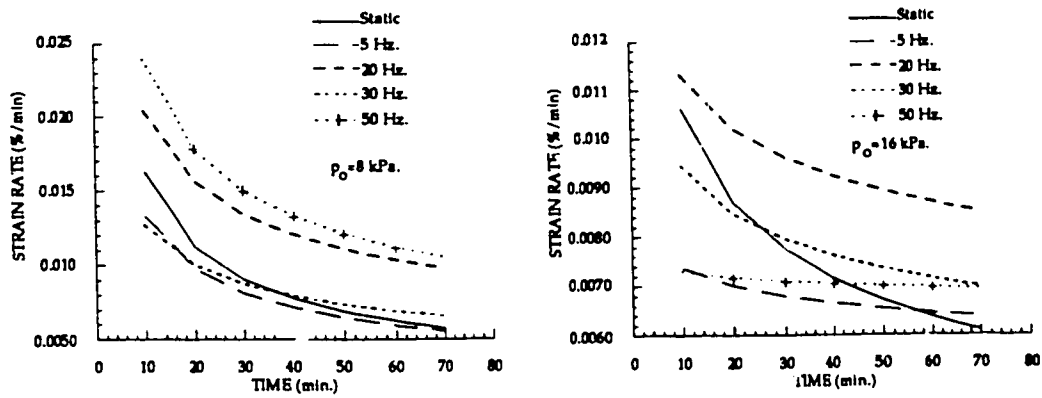 Static
-5 Hz.
20 Hz.
30 Hz.
50 Hz.
p₀=8 kPa.
0.025
0.020
0.015
0.010
0.0050
STRAIN RATE (%/min)
0 10 20 30 40 50 60 70 80
TIME (min.)
Static
-5 Hz.
20 Hz.
30 Hz.
50 Hz.
p₀=16 kPa.
0.012
0.011
0.010
0.0090
0.0080
0.0070
0.0060
STRAIN RATE (%/min)
0 10 20 30 40 50 60 70 80
TIME (min.)